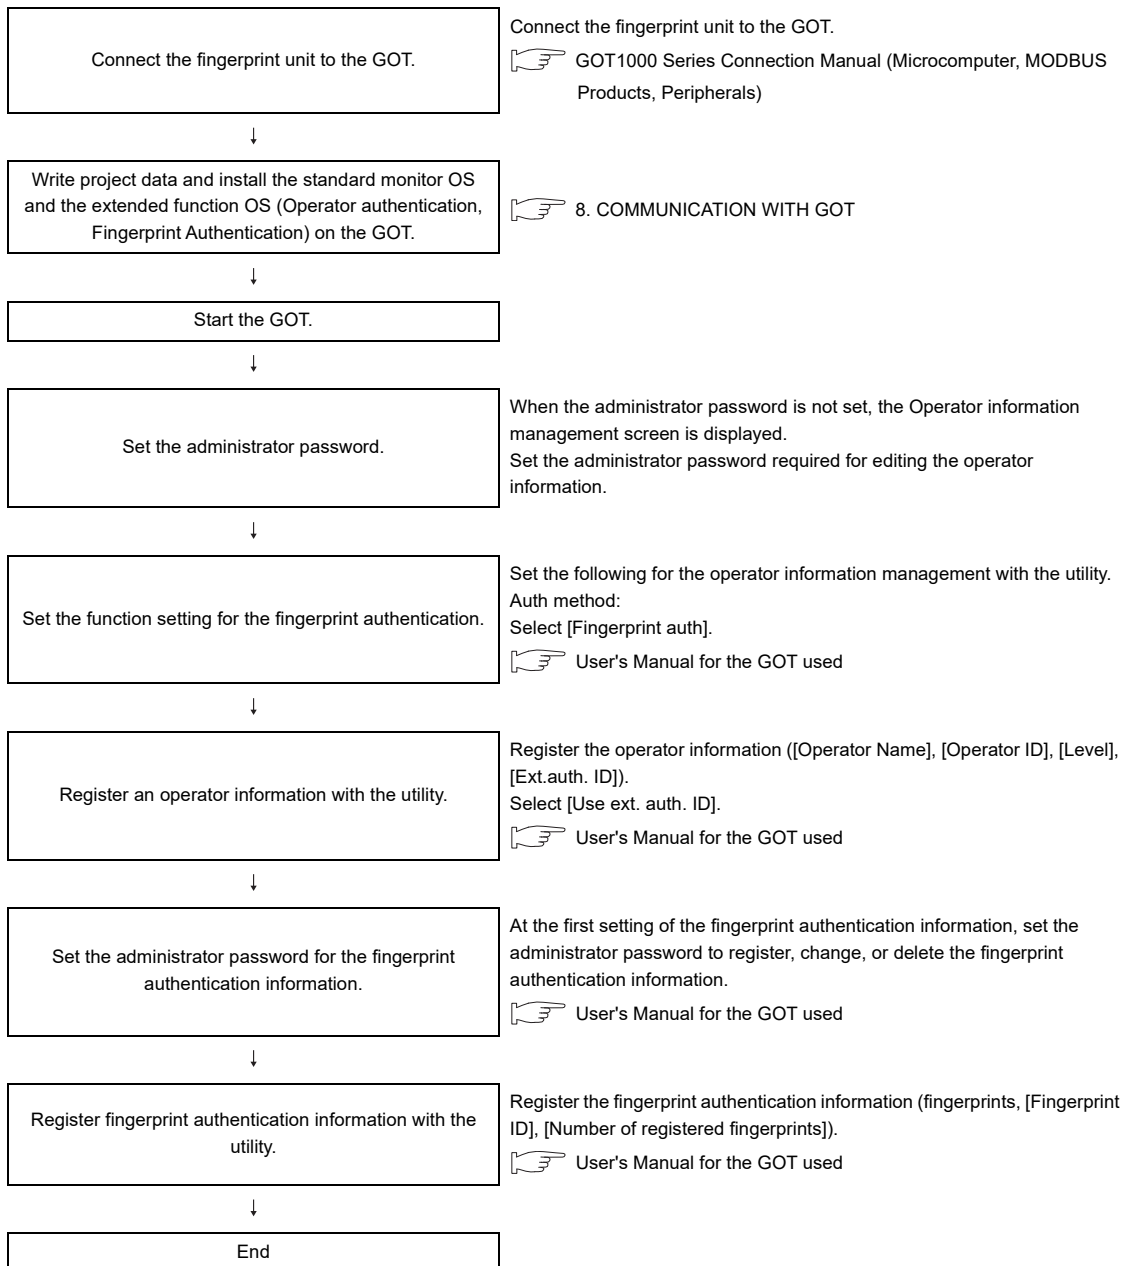 Connect the fingerprint unit to the GOT.
Connect the fingerprint unit to the GOT.
GOT1000 Series Connection Manual (Microcomputer, MODBUS
Products, Peripherals)
↓
Write project data and install the standard monitor OS
and the extended function OS (Operator authentication,
Fingerprint Authentication) on the GOT.
8. COMMUNICATION WITH GOT
↓
Start the GOT.
↓
Set the administrator password.
When the administrator password is not set, the Operator information
management screen is displayed.
Set the administrator password required for editing the operator
information.
↓
Set the function setting for the fingerprint authentication.
Set the following for the operator information management with the utility.
Auth method:
Select [Fingerprint auth].
User's Manual for the GOT used
↓
Register an operator information with the utility.
Register the operator information ([Operator Name], [Operator ID], [Level],
[Ext.auth. ID]).
Select [Use ext. auth. ID].
User's Manual for the GOT used
↓
Set the administrator password for the fingerprint
authentication information.
At the first setting of the fingerprint authentication information, set the
administrator password to register, change, or delete the fingerprint
authentication information.
User's Manual for the GOT used
↓
Register fingerprint authentication information with the
utility.
Register the fingerprint authentication information (fingerprints, [Fingerprint
ID], [Number of registered fingerprints]).
User's Manual for the GOT used
↓
End